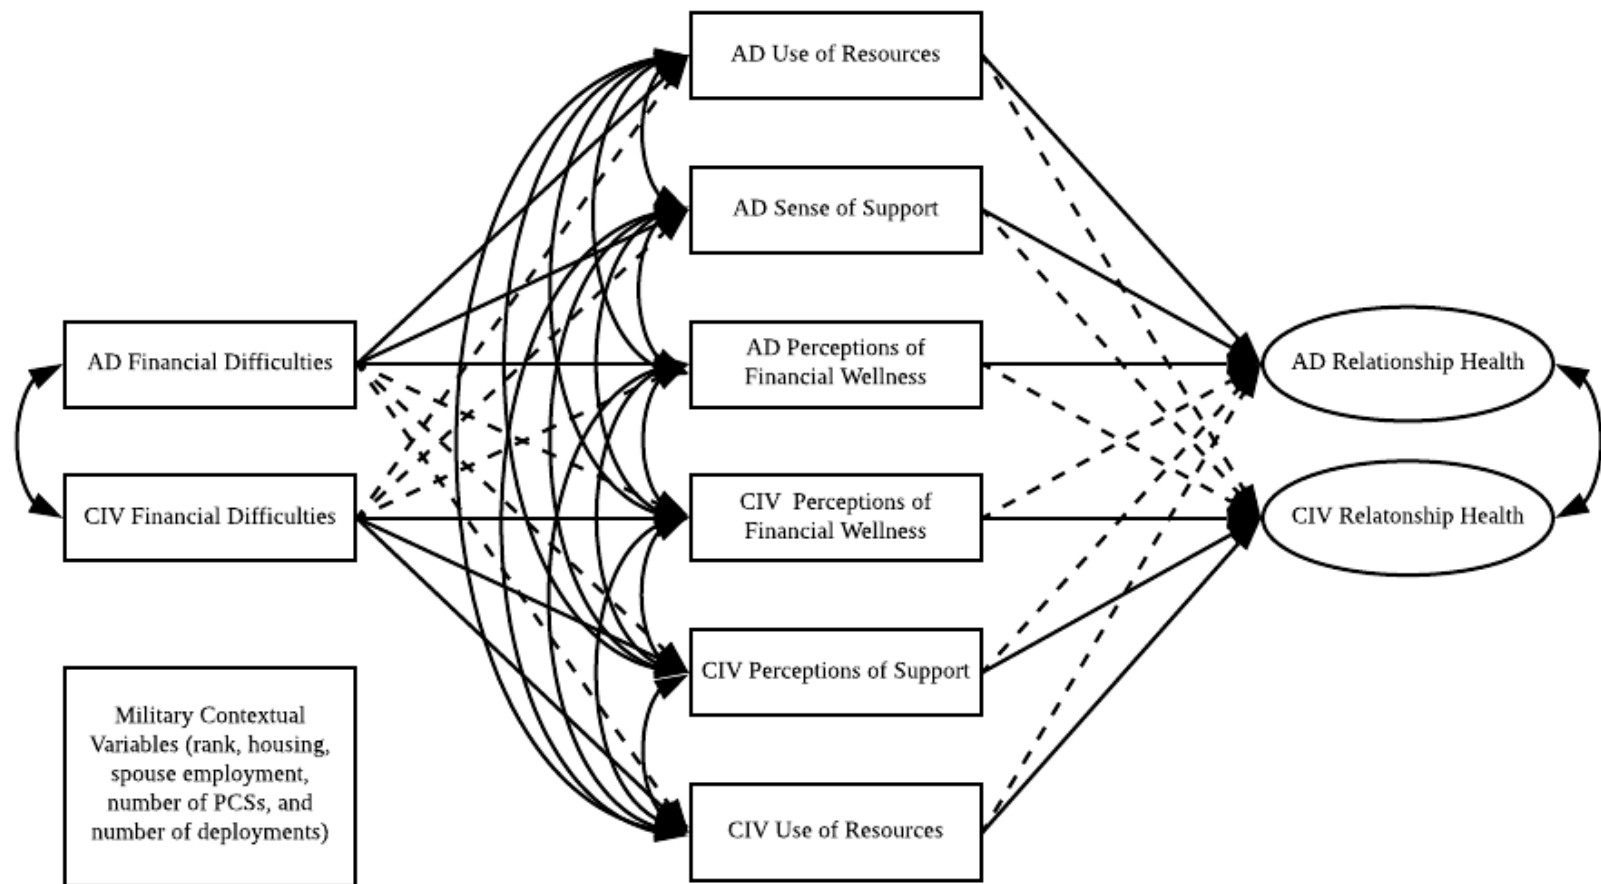 AD Use of Resources
AD Sense of Support
AD Perceptions of
Financial Wellness
AD Financial Difficulties
AD Relationship Health
CIV Financial Difficulties
CIV  Perceptions of
Financial Wellness
CIV Relatonship Health
CIV Perceptions of Support
Military Contextual
Variables (rank, housing,
spouse employment,
number of PCSs, and
number of deployments)
CIV Use of Resources